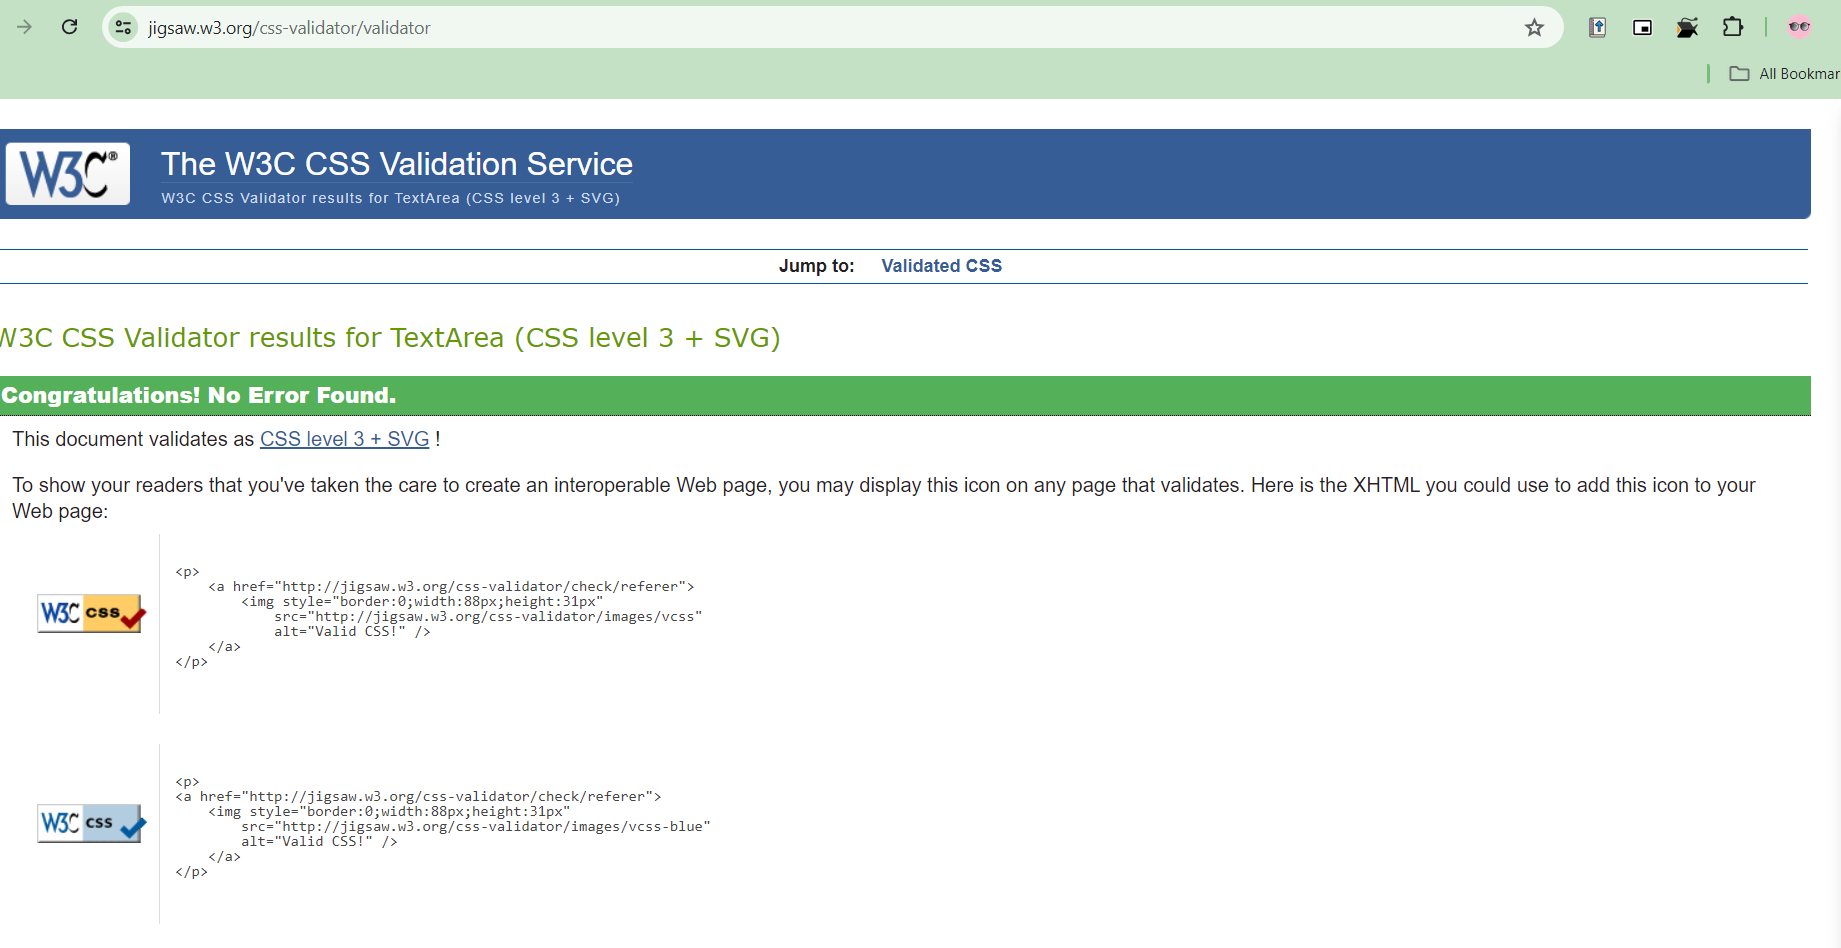 jigsaw.w3.org/css-validator/validator
All Bookmar
W3C®
The W3C CSS Validation Service
W3C CSS Validator results for TextArea (CSS level 3 + SVG)
Jump to: Validated CSS
W3C CSS Validator results for TextArea (CSS level 3 + SVG)
Congratulations! No Error Found.
This document validates as CSS level 3 + SVG !
To show your readers that you've taken the care to create an interoperable Web page, you may display this icon on any page that validates. Here is the XHTML you could use to add this icon to your
Web page:
W3C css
<p>
<a href="http://jigsaw.w3.org/css-validator/check/referer">
<img style="border:0;width:88px;height:31px"
src="http://jigsaw.w3.org/css-validator/images/vcss"
alt="Valid CSS!" />
</a>
</p>
W3C css
<p>
<a href="http://jigsaw.w3.org/css-validator/check/referer">
<img style="border:0;width:88px;height:31px"
src="http://jigsaw.w3.org/css-validator/images/vcss-blue"
alt="Valid CSS!" />
</a>
</p>